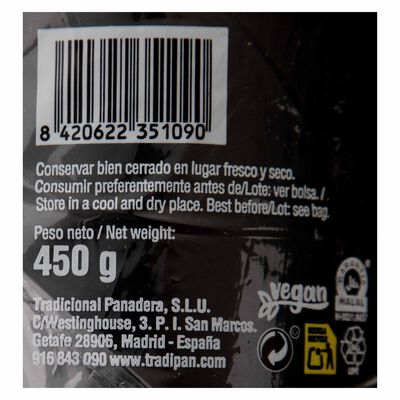 8 420622 351090
Conservar bien cerrado en lugar fresco y seco.
Consumir preferentemente antes de/Lote: ver bolsa./
Store in a cool and dry place. Best before/Lot: see bag.
Peso neto / Net weight:
450 g
vegan
HALAL
Tradicional Panadera, S.L.U.
C/Westinghouse, 3. P. I. San Marcos.
Getafe 28906, Madrid - España
916 843 090 www.tradipan.com